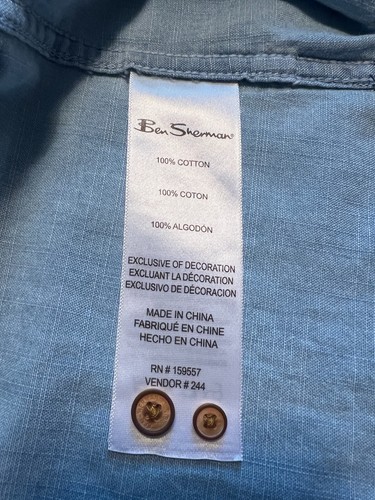 Ben Sherman®
100% COTTON
100% COTON
100% ALGODÓN
EXCLUSIVE OF DECORATION
EXCLUANT LA DÉCORATION
EXCLUSIVO DE DECORACION
MADE IN CHINA
FABRIQUÉ EN CHINE
HECHO EN CHINA
RN # 159557
VENDOR # 244